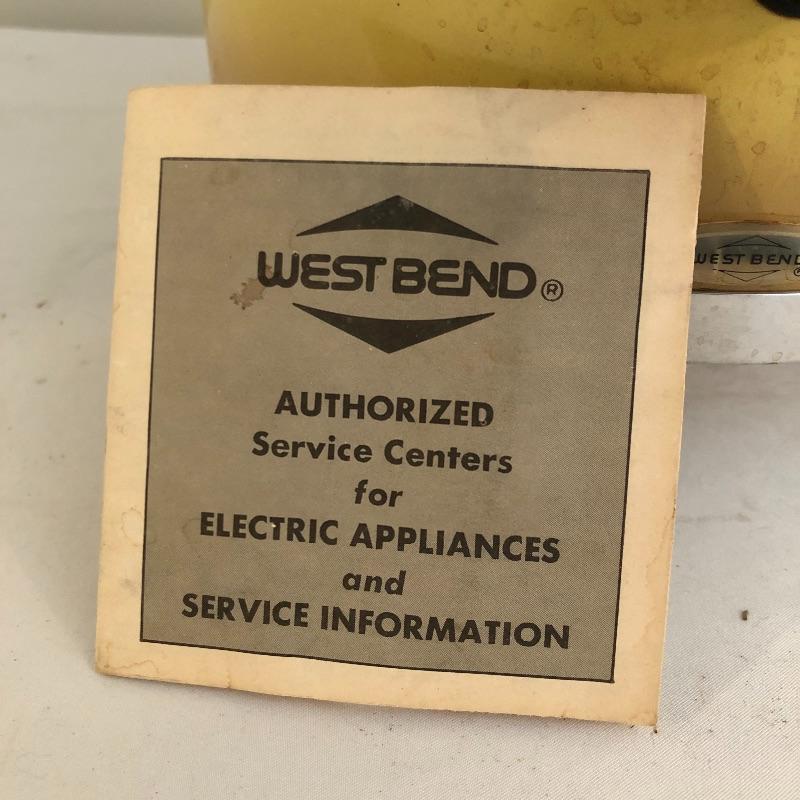 WEST BEND®
AUTHORIZED
Service Centers
for
ELECTRIC APPLIANCES
and
SERVICE INFORMATION
WEST BEND